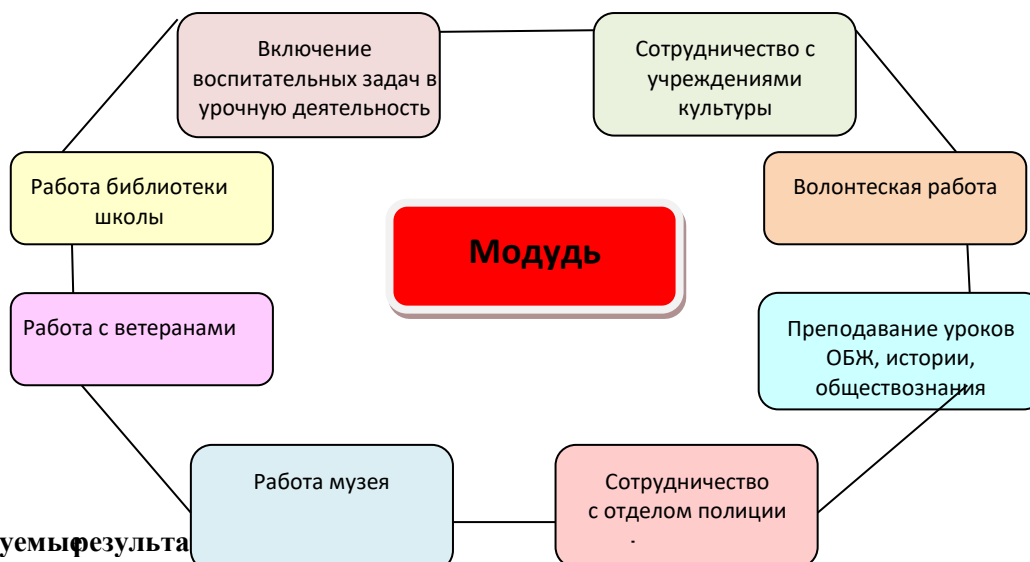 Включение
воспитательных задач в
урочную деятельность
Сотрудничество с
учреждениями
культуры
Работа библиотеки
школы
Волонтеская работа
Модудь
Работа с ветеранами
Преподавание уроков
ОБЖ, истории,
обществознания
Работа музея
Сотрудничество
с отделом полиции
.
уемырезульта